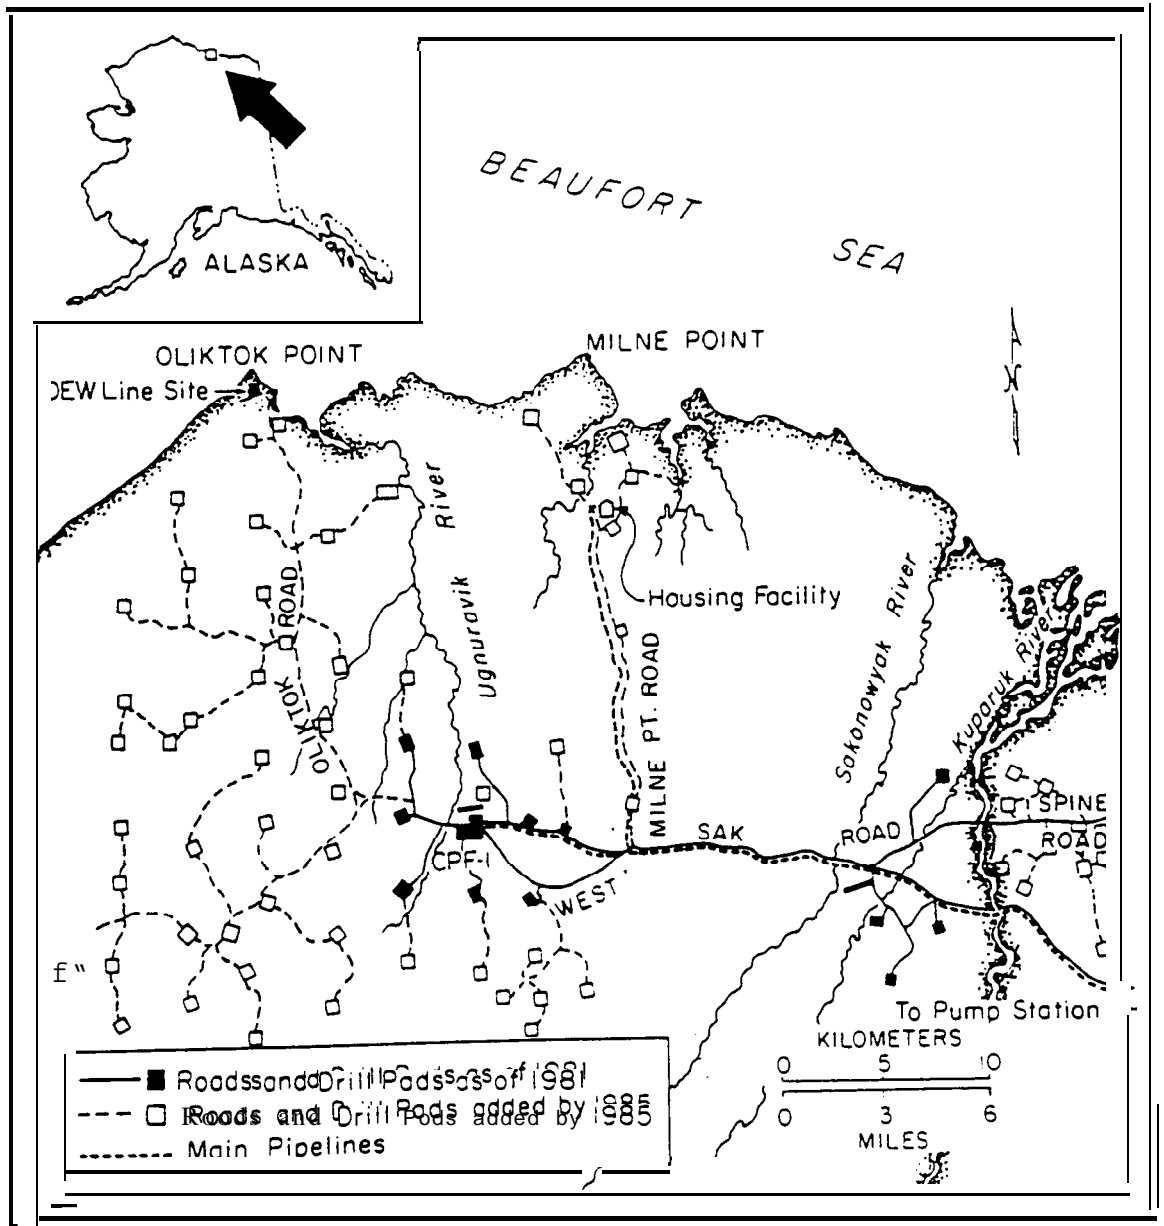 BEAUFORT
SEA
ALASKA
N
OLIKTOK POINT
MILNE POINT
DEW Line Site
River
Ugnuravik
Housing Facility
OLIKTOK
ROAD
MILNE PT. ROAD
Sakonowyak River
Kuparuk River
SPINE
ROAD
WEST
SAK
ROAD
CPF-1
f "
To Pump Station
KILOMETERS
0 5 10
0 3 6
MILES
Roads and Drill Pads as of 1981
Roads and Drill Pads added by 1985
Main Pipelines